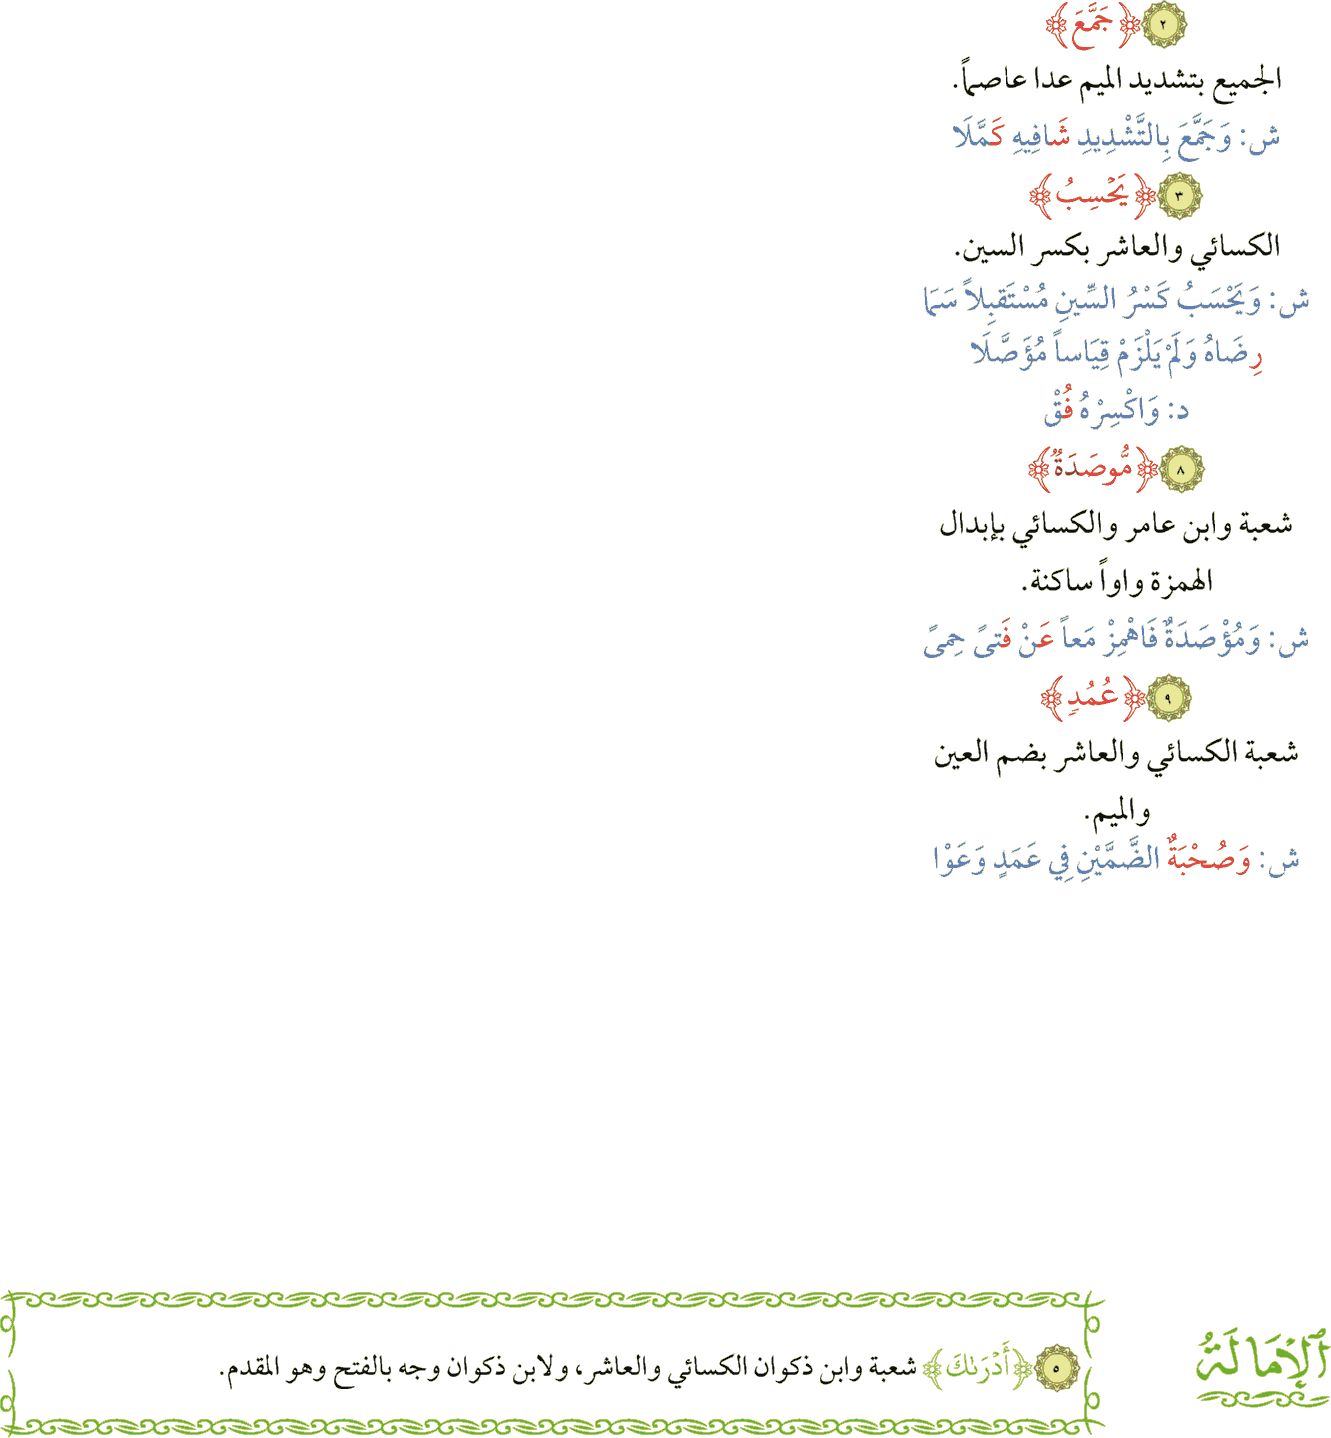 ٢ ﴿جَمَّعَ﴾
الجميع بتشديد الميم عدا عاصماً.
ش: وَجَمَّعَ بِالتَّشْدِيدِ شَافِيهِ كَمَّلَا
٣ ﴿يَحْسِبُ﴾
الكسائي والعاشر بكسر السين.
ش: وَيَحْسَبُ كَسْرُ السِّينِ مُسْتَقبِلاً سَمَا
رِضَاهُ وَلَمْ يَلْزَمْ قِيَاساً مُؤَصَّلَا
د: وَاكْسِرْهُ فُقْ
٨ ﴿مُّوصَدَةٌ﴾
شعبة وابن عامر والكسائي بإبدال
الهمزة واواً ساكنة.
ش: وَمُؤْصَدَةٌ فَاهْمِزْ مَعاً عَنْ فَتىً حِمىً
٩ ﴿عُمُدٍ﴾
شعبة الكسائي والعاشر بضم العين
والميم.
ش: وَصُحْبَةٌ الضَّمَّيْنِ فِي عَمَدٍ وَعَوْا
الإمالة
٥ ﴿أَدْرَىٰكَ﴾ شعبة وابن ذكوان الكسائي والعاشر، ولابن ذكوان وجه بالفتح وهو المقدم.